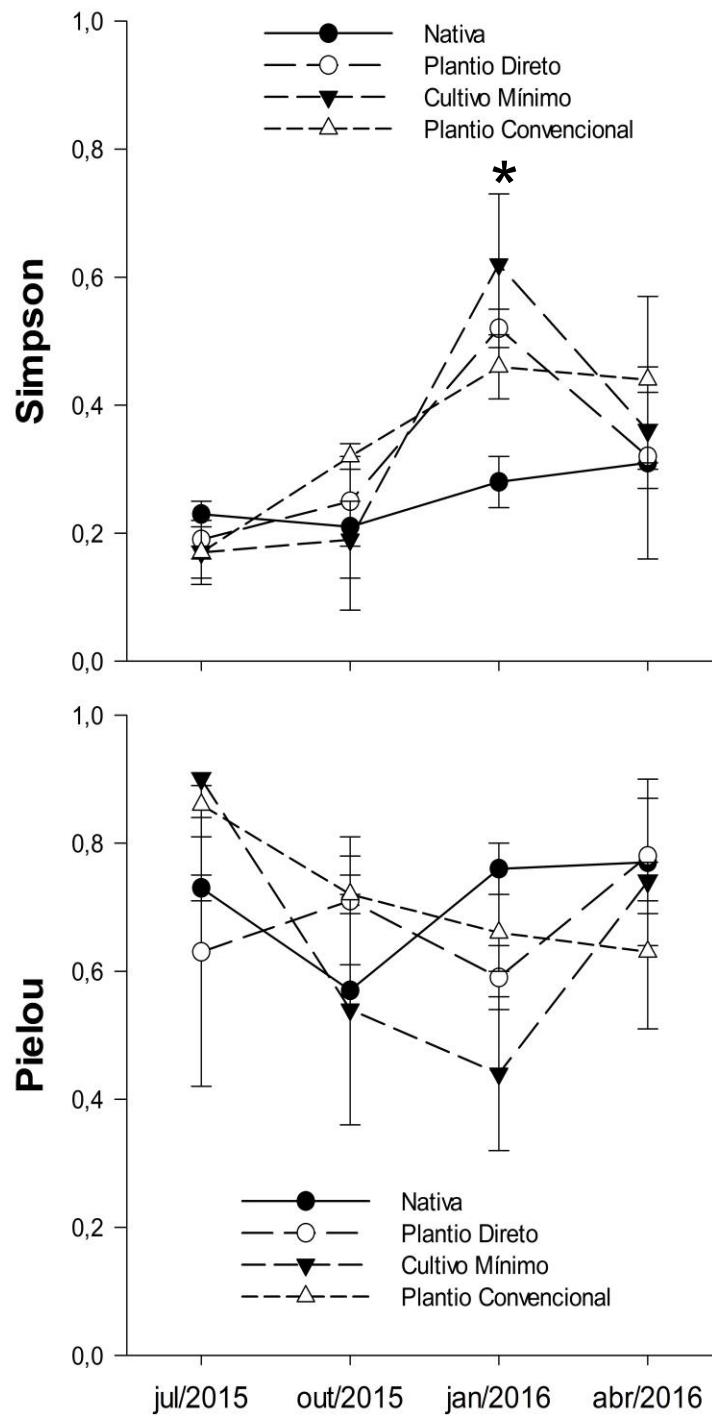 1,0
Nativa
Plantio Direto
Cultivo Mínimo
Plantio Convencional
0,8
*
Simpson
0,6
0,4
0,2
0,0
1,0
0,8
Pielou
0,6
0,4
Nativa
Plantio Direto
Cultivo Mínimo
Plantio Convencional
0,2
0,0
jul/2015 out/2015 jan/2016 abr/2016